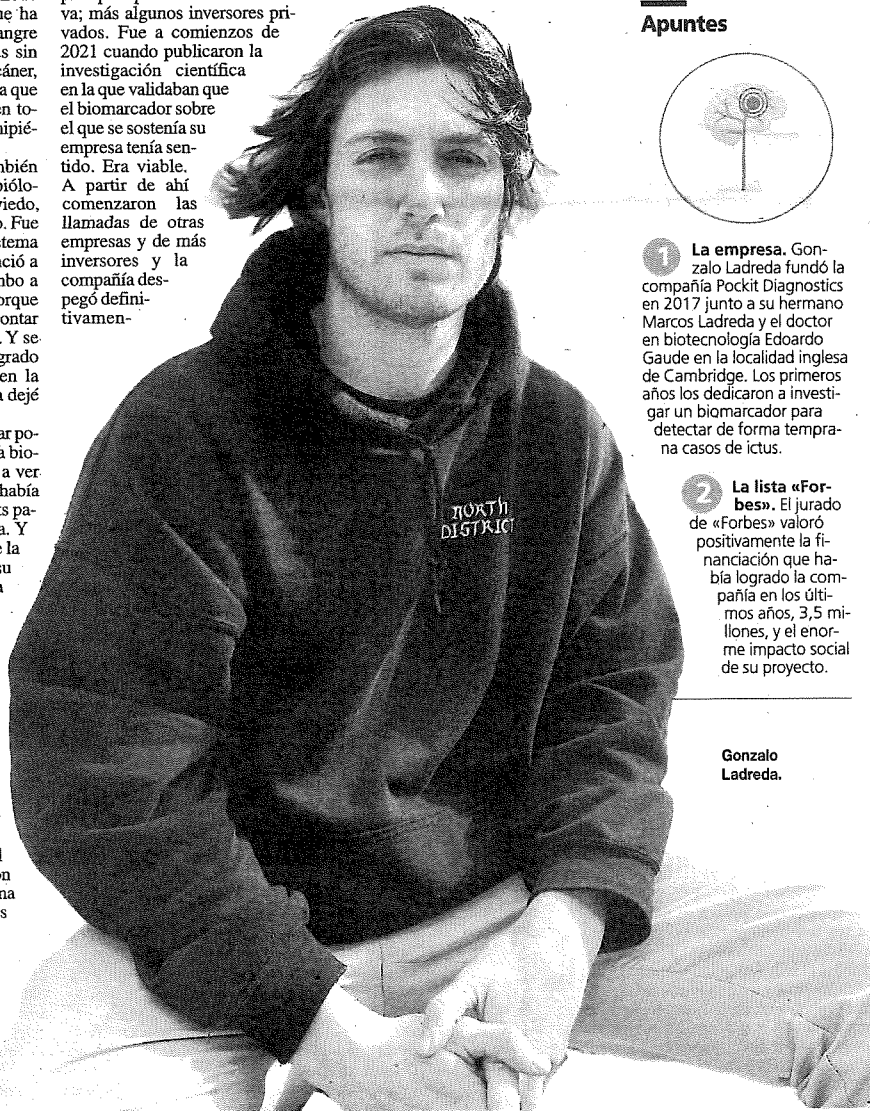 va; más algunos inversores pri-
vados. Fue a comienzos de
2021 cuando publicaron la
investigación científica
en la que validaban que
el biomarcador sobre
el que se sostenía su
empresa tenía sen-
tido. Era viable.
A partir de ahí
comenzaron las
llamadas de otras
empresas y de más
inversores y la
compañía des-
pegó defini-
tivamen-
NORTH
DISTRICT
Apuntes
1 La empresa. Gon-
zalo Ladreda fundó la
compañía Pockit Diagnostics
en 2017 junto a su hermano
Marcos Ladreda y el doctor
en biotecnología Edoardo
Gaude en la localidad inglesa
de Cambridge. Los primeros
años los dedicaron a investi-
gar un biomarcador para
detectar de forma tempra-
na casos de ictus.
2 La lista «For-
bes». El jurado
de «Forbes» valoró
positivamente la fi-
nanciación que ha-
bía logrado la com-
pañía en los últi-
mos años, 3,5 mi-
llones, y el enor-
me impacto social
de su proyecto.
Gonzalo
Ladreda.